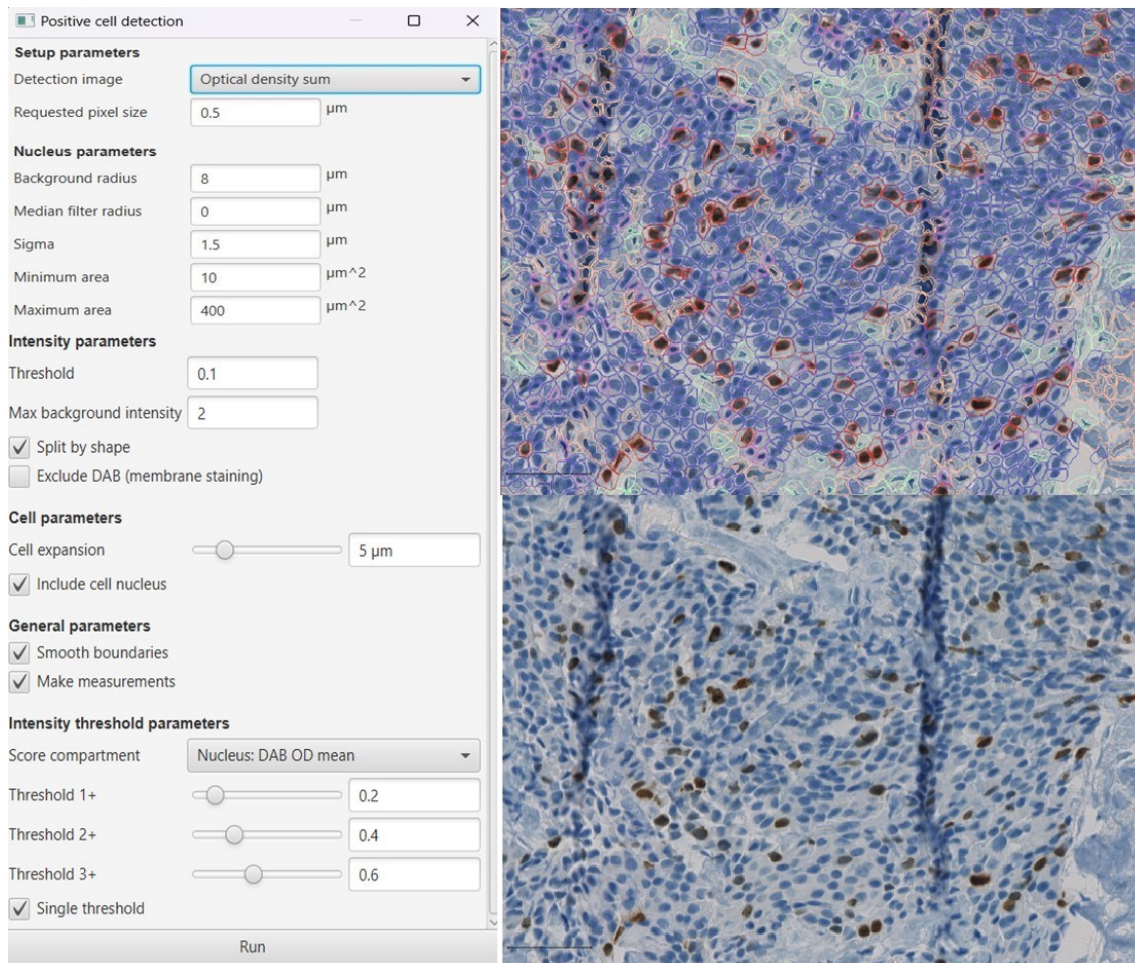 Positive cell detection
Setup parameters
Detection image Optical density sum
Requested pixel size 0.5 µm
Nucleus parameters
Background radius 8 µm
Median filter radius 0 µm
Sigma 1.5 µm
Minimum area 10 µm^2
Maximum area 400 µm^2
Intensity parameters
Threshold 0.1
Max background intensity 2
Split by shape
Exclude DAB (membrane staining)
Cell parameters
Cell expansion 5 µm
Include cell nucleus
General parameters
Smooth boundaries
Make measurements
Intensity threshold parameters
Score compartment Nucleus: DAB OD mean
Threshold 1+ 0.2
Threshold 2+ 0.4
Threshold 3+ 0.6
Single threshold
Run